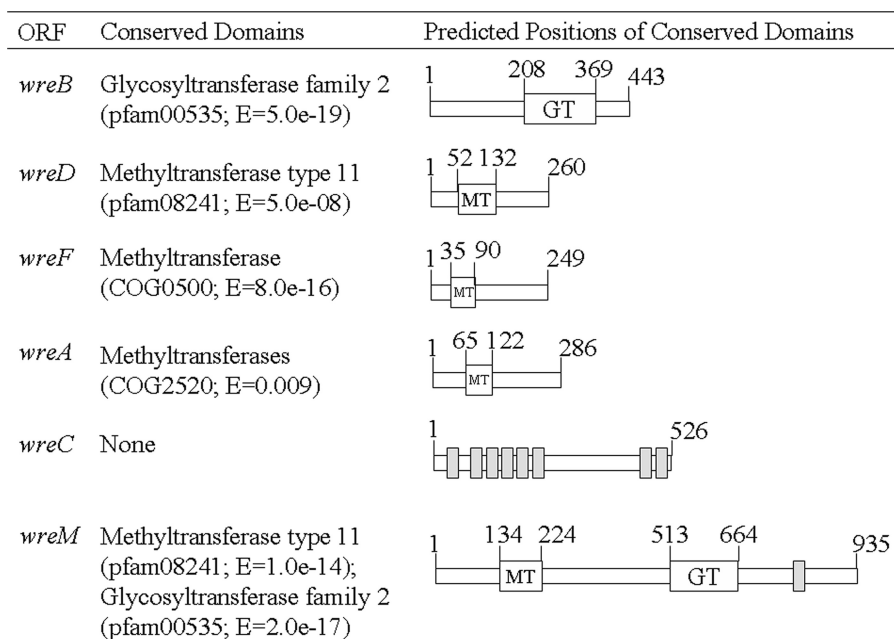 ORF Conserved Domains Predicted Positions of Conserved Domains
wreB Glycosyltransferase family 2
(pfam00535; E=5.0e-19)
1 208 369 443
GT
wreD Methyltransferase type 11
(pfam08241; E=5.0e-08)
1 52 132 260
MT
wreF Methyltransferase
(COG0500; E=8.0e-16)
1 35 90 249
MT
wreA Methyltransferases
(COG2520; E=0.009)
1 65 122 286
MT
wreC None
1 526
wreM Methyltransferase type 11
(pfam08241; E=1.0e-14);
Glycosyltransferase family 2
(pfam00535; E=2.0e-17)
1 134 224 513 664 935
MT GT